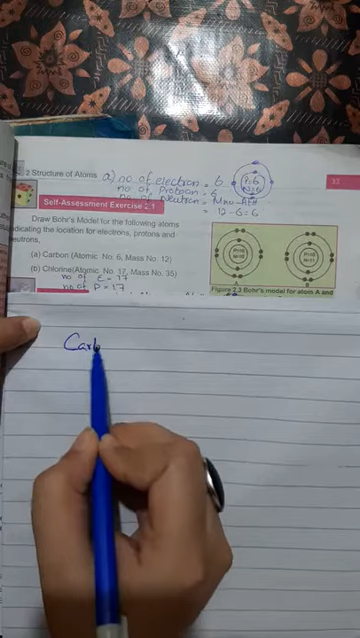 2 Structure of Atoms
a) no of electron = 6
no of, Protoon = 6
no of Neutron = M no - At #
= 12-6=6
P=6
N=6
33
Self-Assessment Exercise 2.1
Draw Bohr's Model for the following atoms
indicating the location for electrons, protons and
neutrons,
(a) Carbon (Atomic No. 6, Mass No. 12)
(b) Chlorine(Atomic No. 17, Mass No. 35)
no of E = 17
no of P = 17
A
B
Figure 2.3 Bohr's model for atom A and
Carb